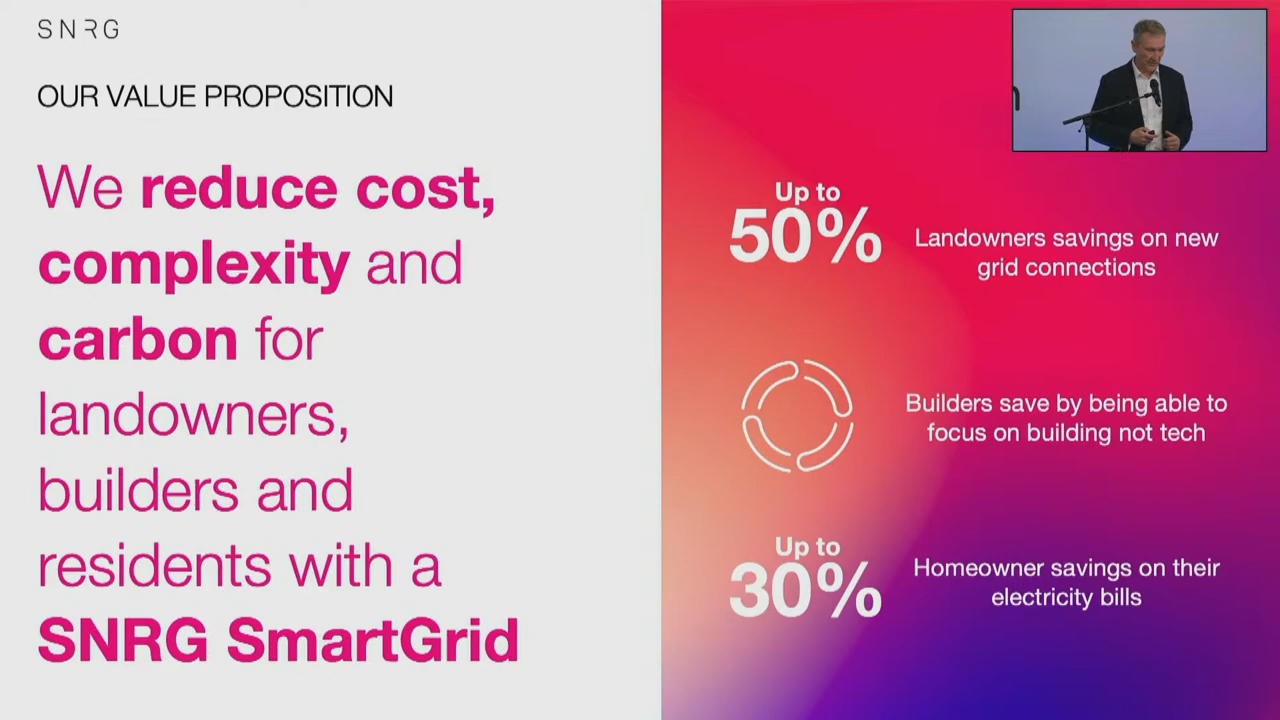 SNRG
OUR VALUE PROPOSITION
We reduce cost,
complexity and
carbon for
landowners,
builders and
residents with a
SNRG SmartGrid
Up to
50%
Landowners savings on new
grid connections
Builders save by being able to
focus on building not tech
Up to
30%
Homeowner savings on their
electricity bills